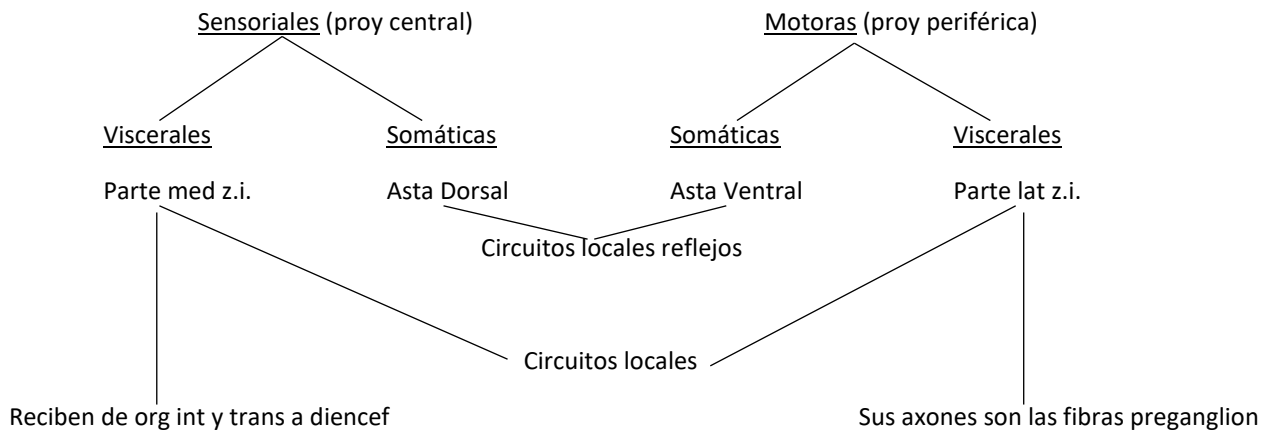 Sensoriales (proy central) Motoras (proy periférica)
Viscerales Somáticas Somáticas Viscerales
Parte med z.i. Asta Dorsal Asta Ventral Parte lat z.i.
Circuitos locales reflejos
Circuitos locales
Reciben de org int y trans a diencef Sus axones son las fibras preganglion